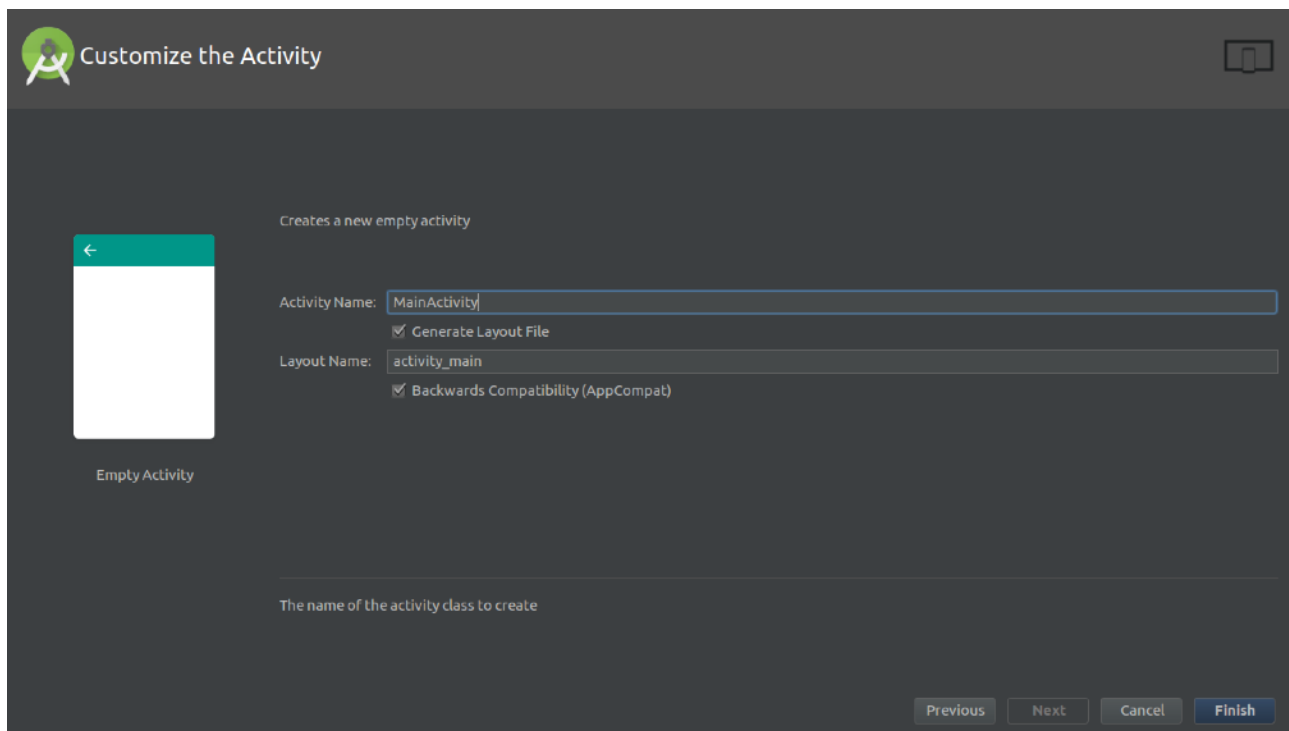 Customize the Activity
Creates a new empty activity
Activity Name: MainActivity
Generate Layout File
Layout Name: activity_main
Backwards Compatibility (AppCompat)
Empty Activity
The name of the activity class to create
Previous Next Cancel Finish